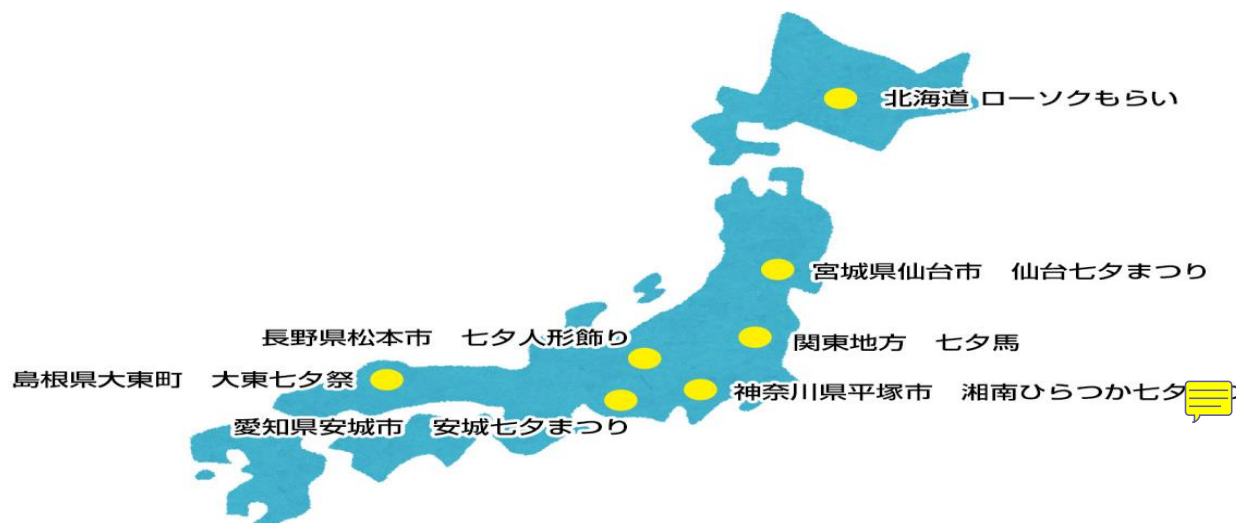 北海道 ローソクもらい
宮城県仙台市　仙台七夕まつり
長野県松本市　七夕人形飾り
関東地方　七夕馬
島根県大東町　大東七夕祭
神奈川県平塚市　湘南ひらつか七夕
愛知県安城市　安城七夕まつり